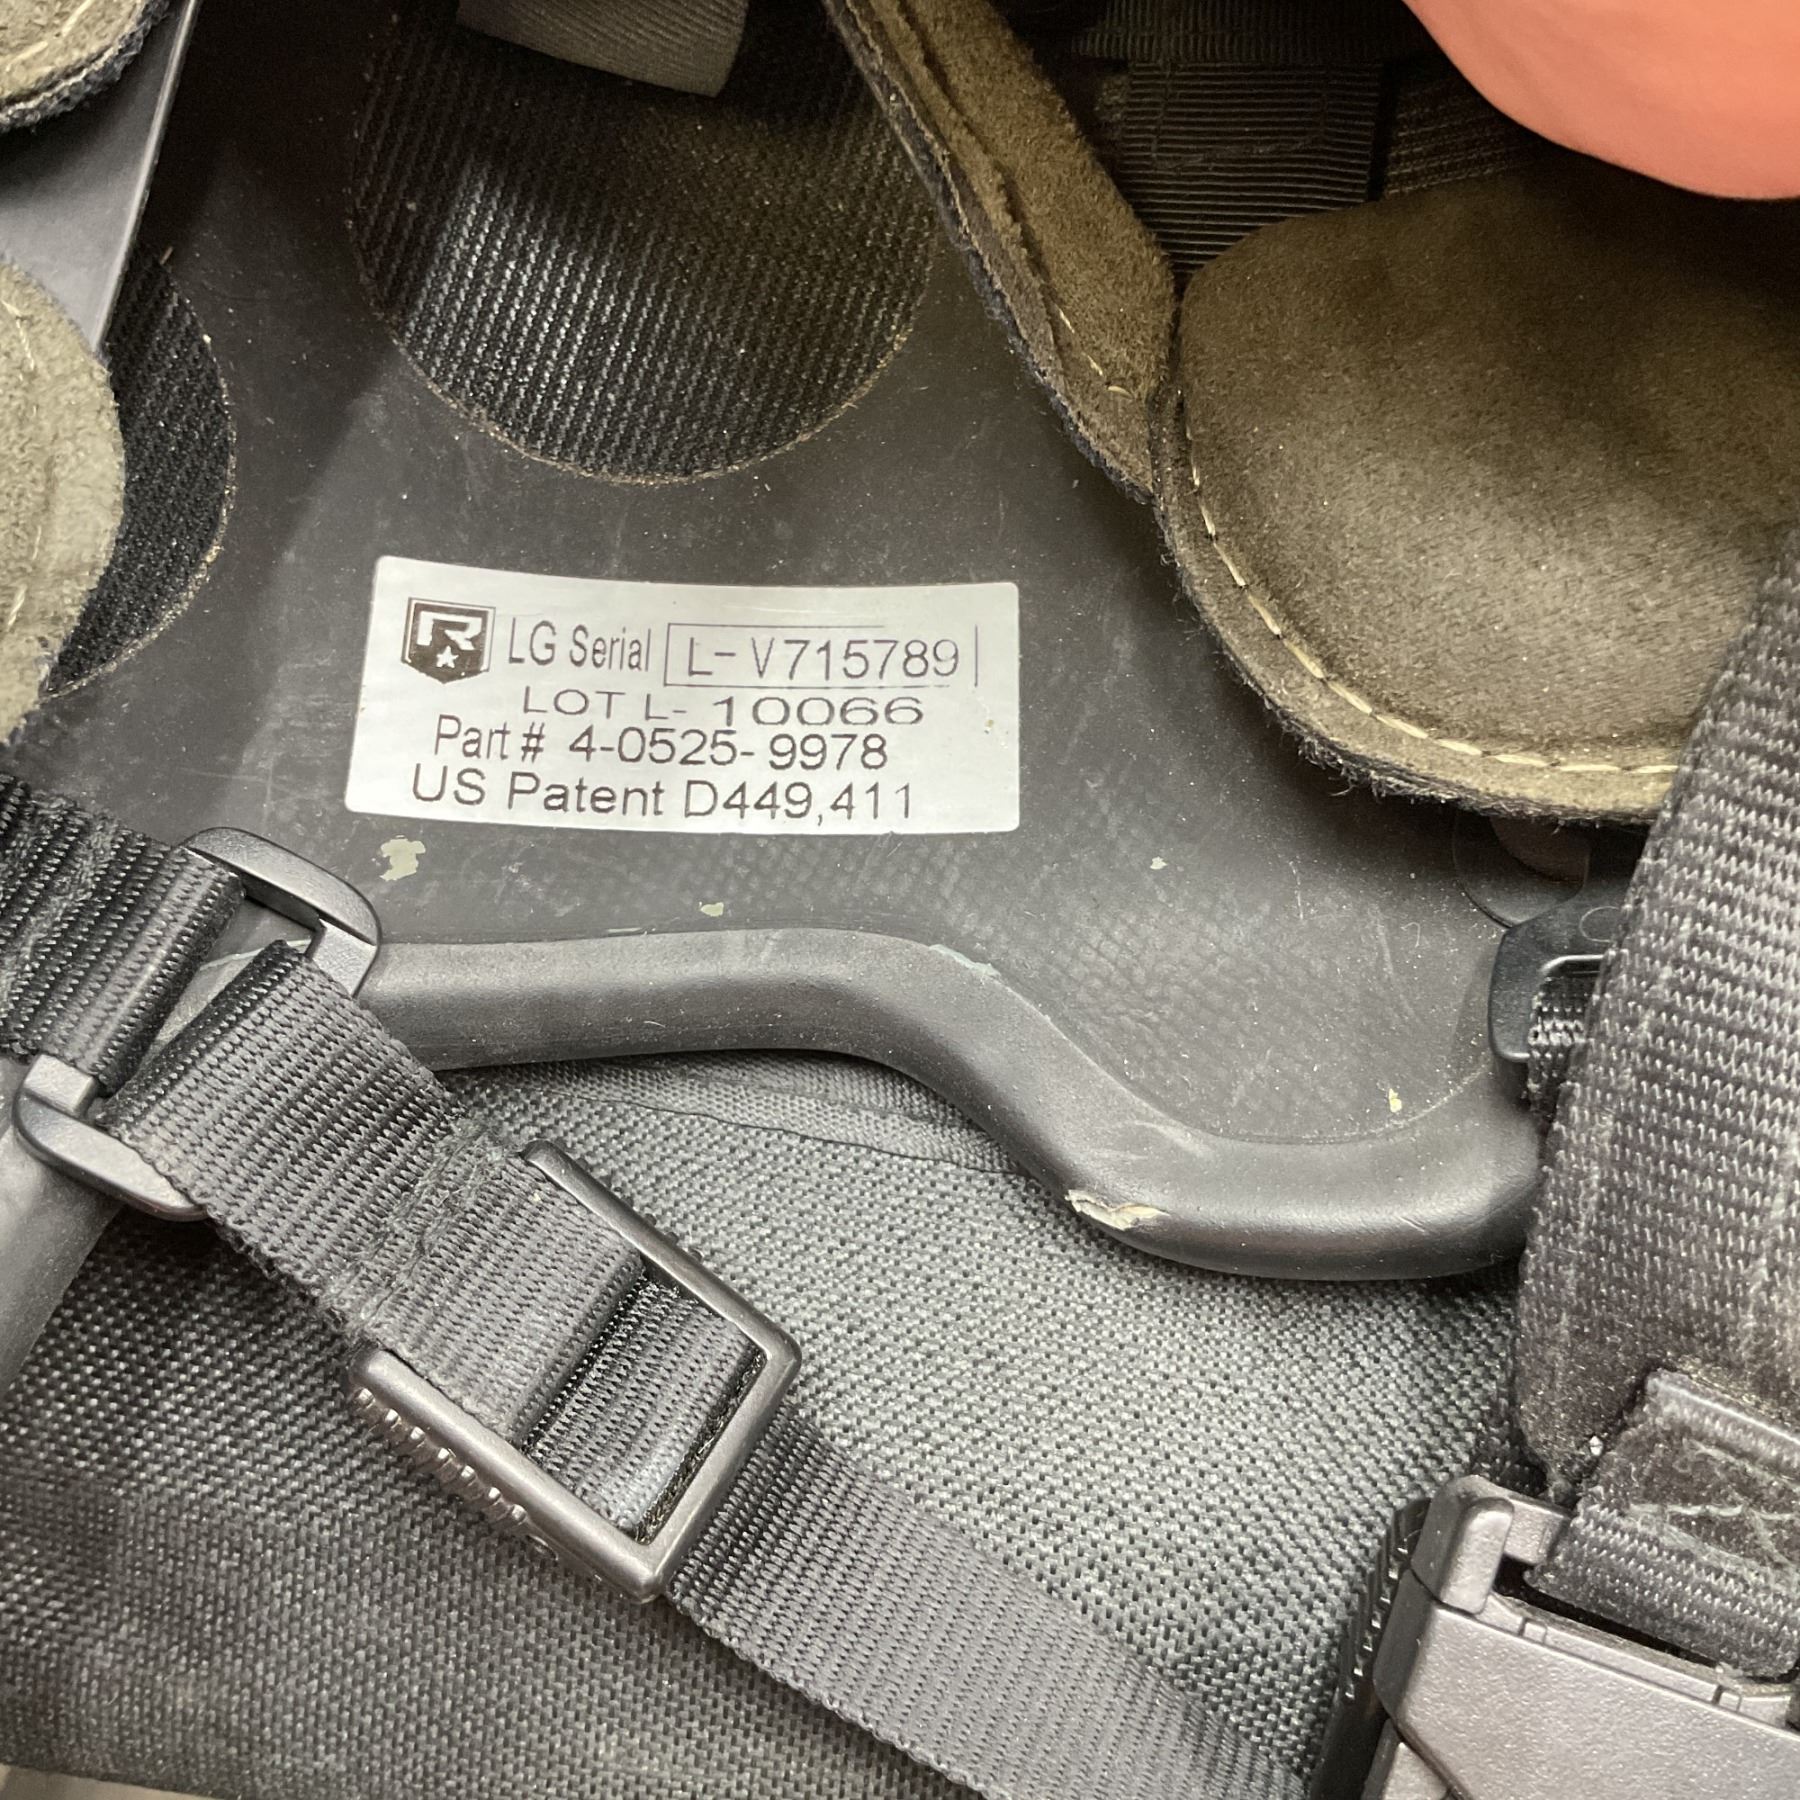 R LG Serial L-V715789
LOT L-10066
Part # 4-0525-9978
US Patent D449,411